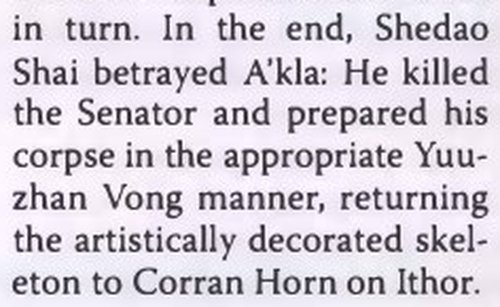 in turn. In the end, Shedao
Shai betrayed A'kla: He killed
the Senator and prepared his
corpse in the appropriate Yuu-
zhan Vong manner, returning
the artistically decorated skel-
eton to Corran Horn on Ithor.